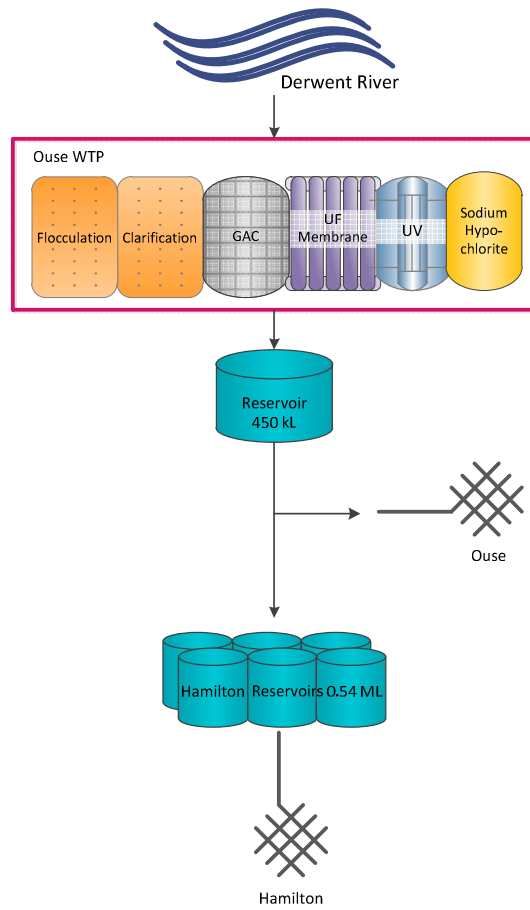 Derwent River
Ouse WTP
Flocculation
Clarification
GAC
UF
Membrane
UV
Sodium
Hypo-
chlorite
Reservoir
450 kL
Ouse
Hamilton Reservoirs 0.54 ML
Hamilton